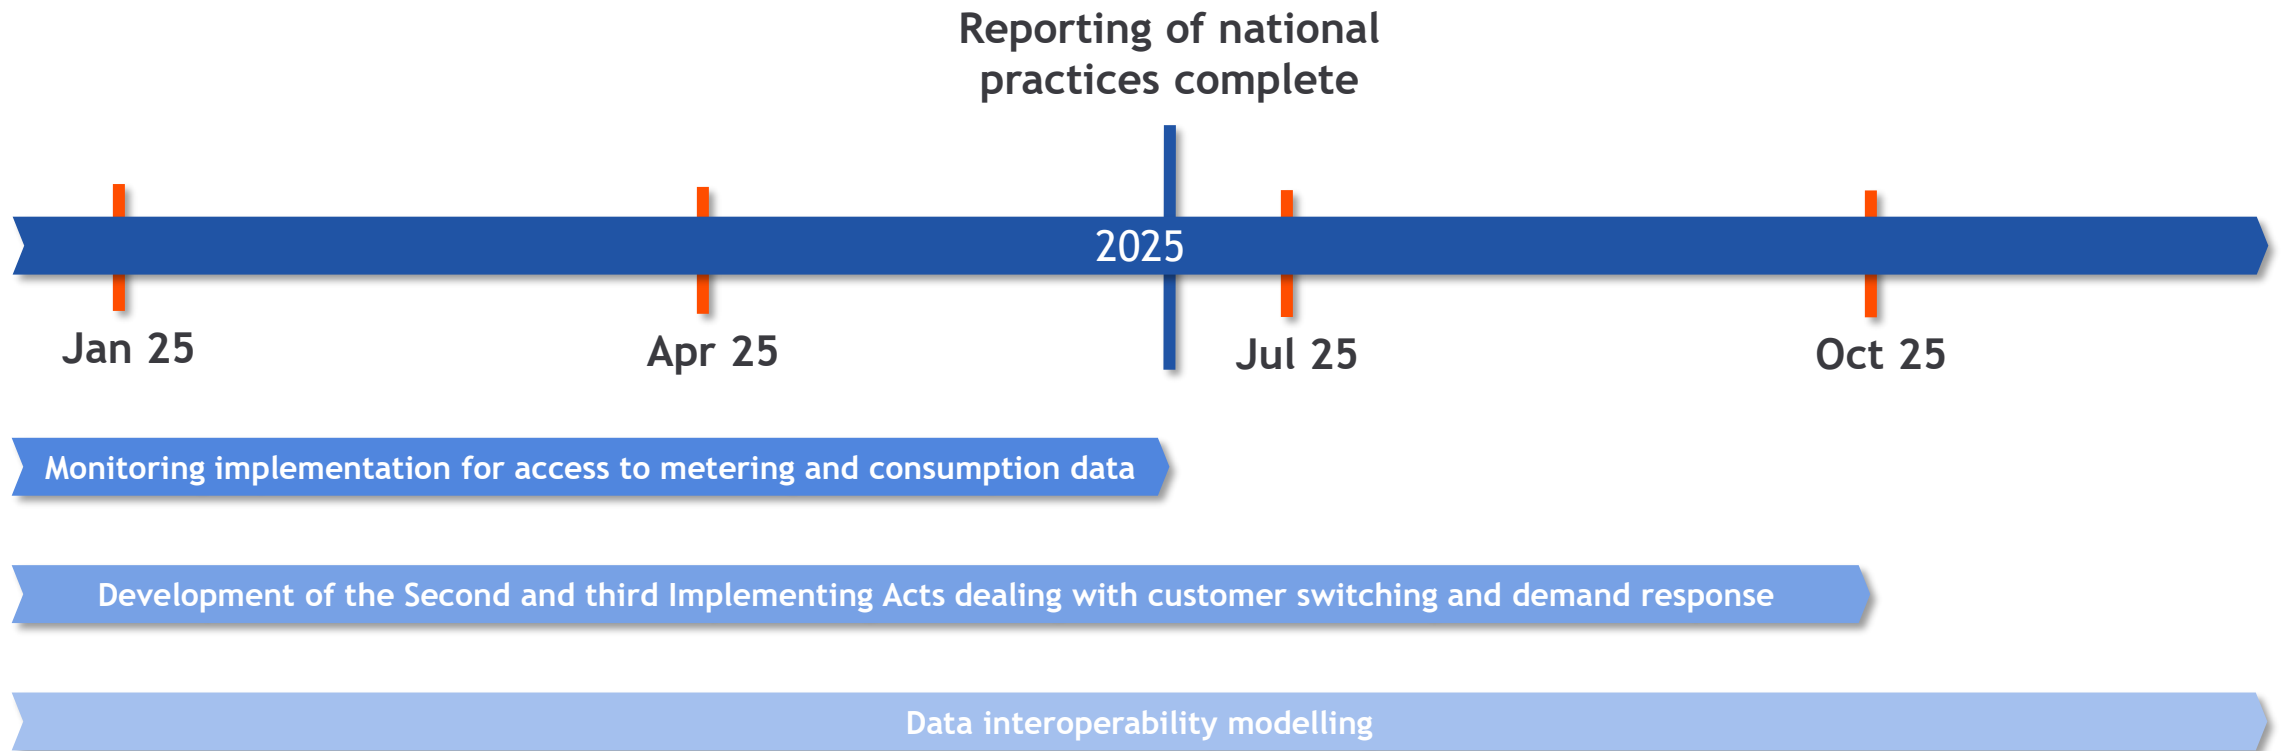 Reporting of national
practices complete
2025
Jan 25
Apr 25
Jul 25
Oct 25
Monitoring implementation for access to metering and consumption data
Development of the Second and third Implementing Acts dealing with customer switching and demand response
Data interoperability modelling